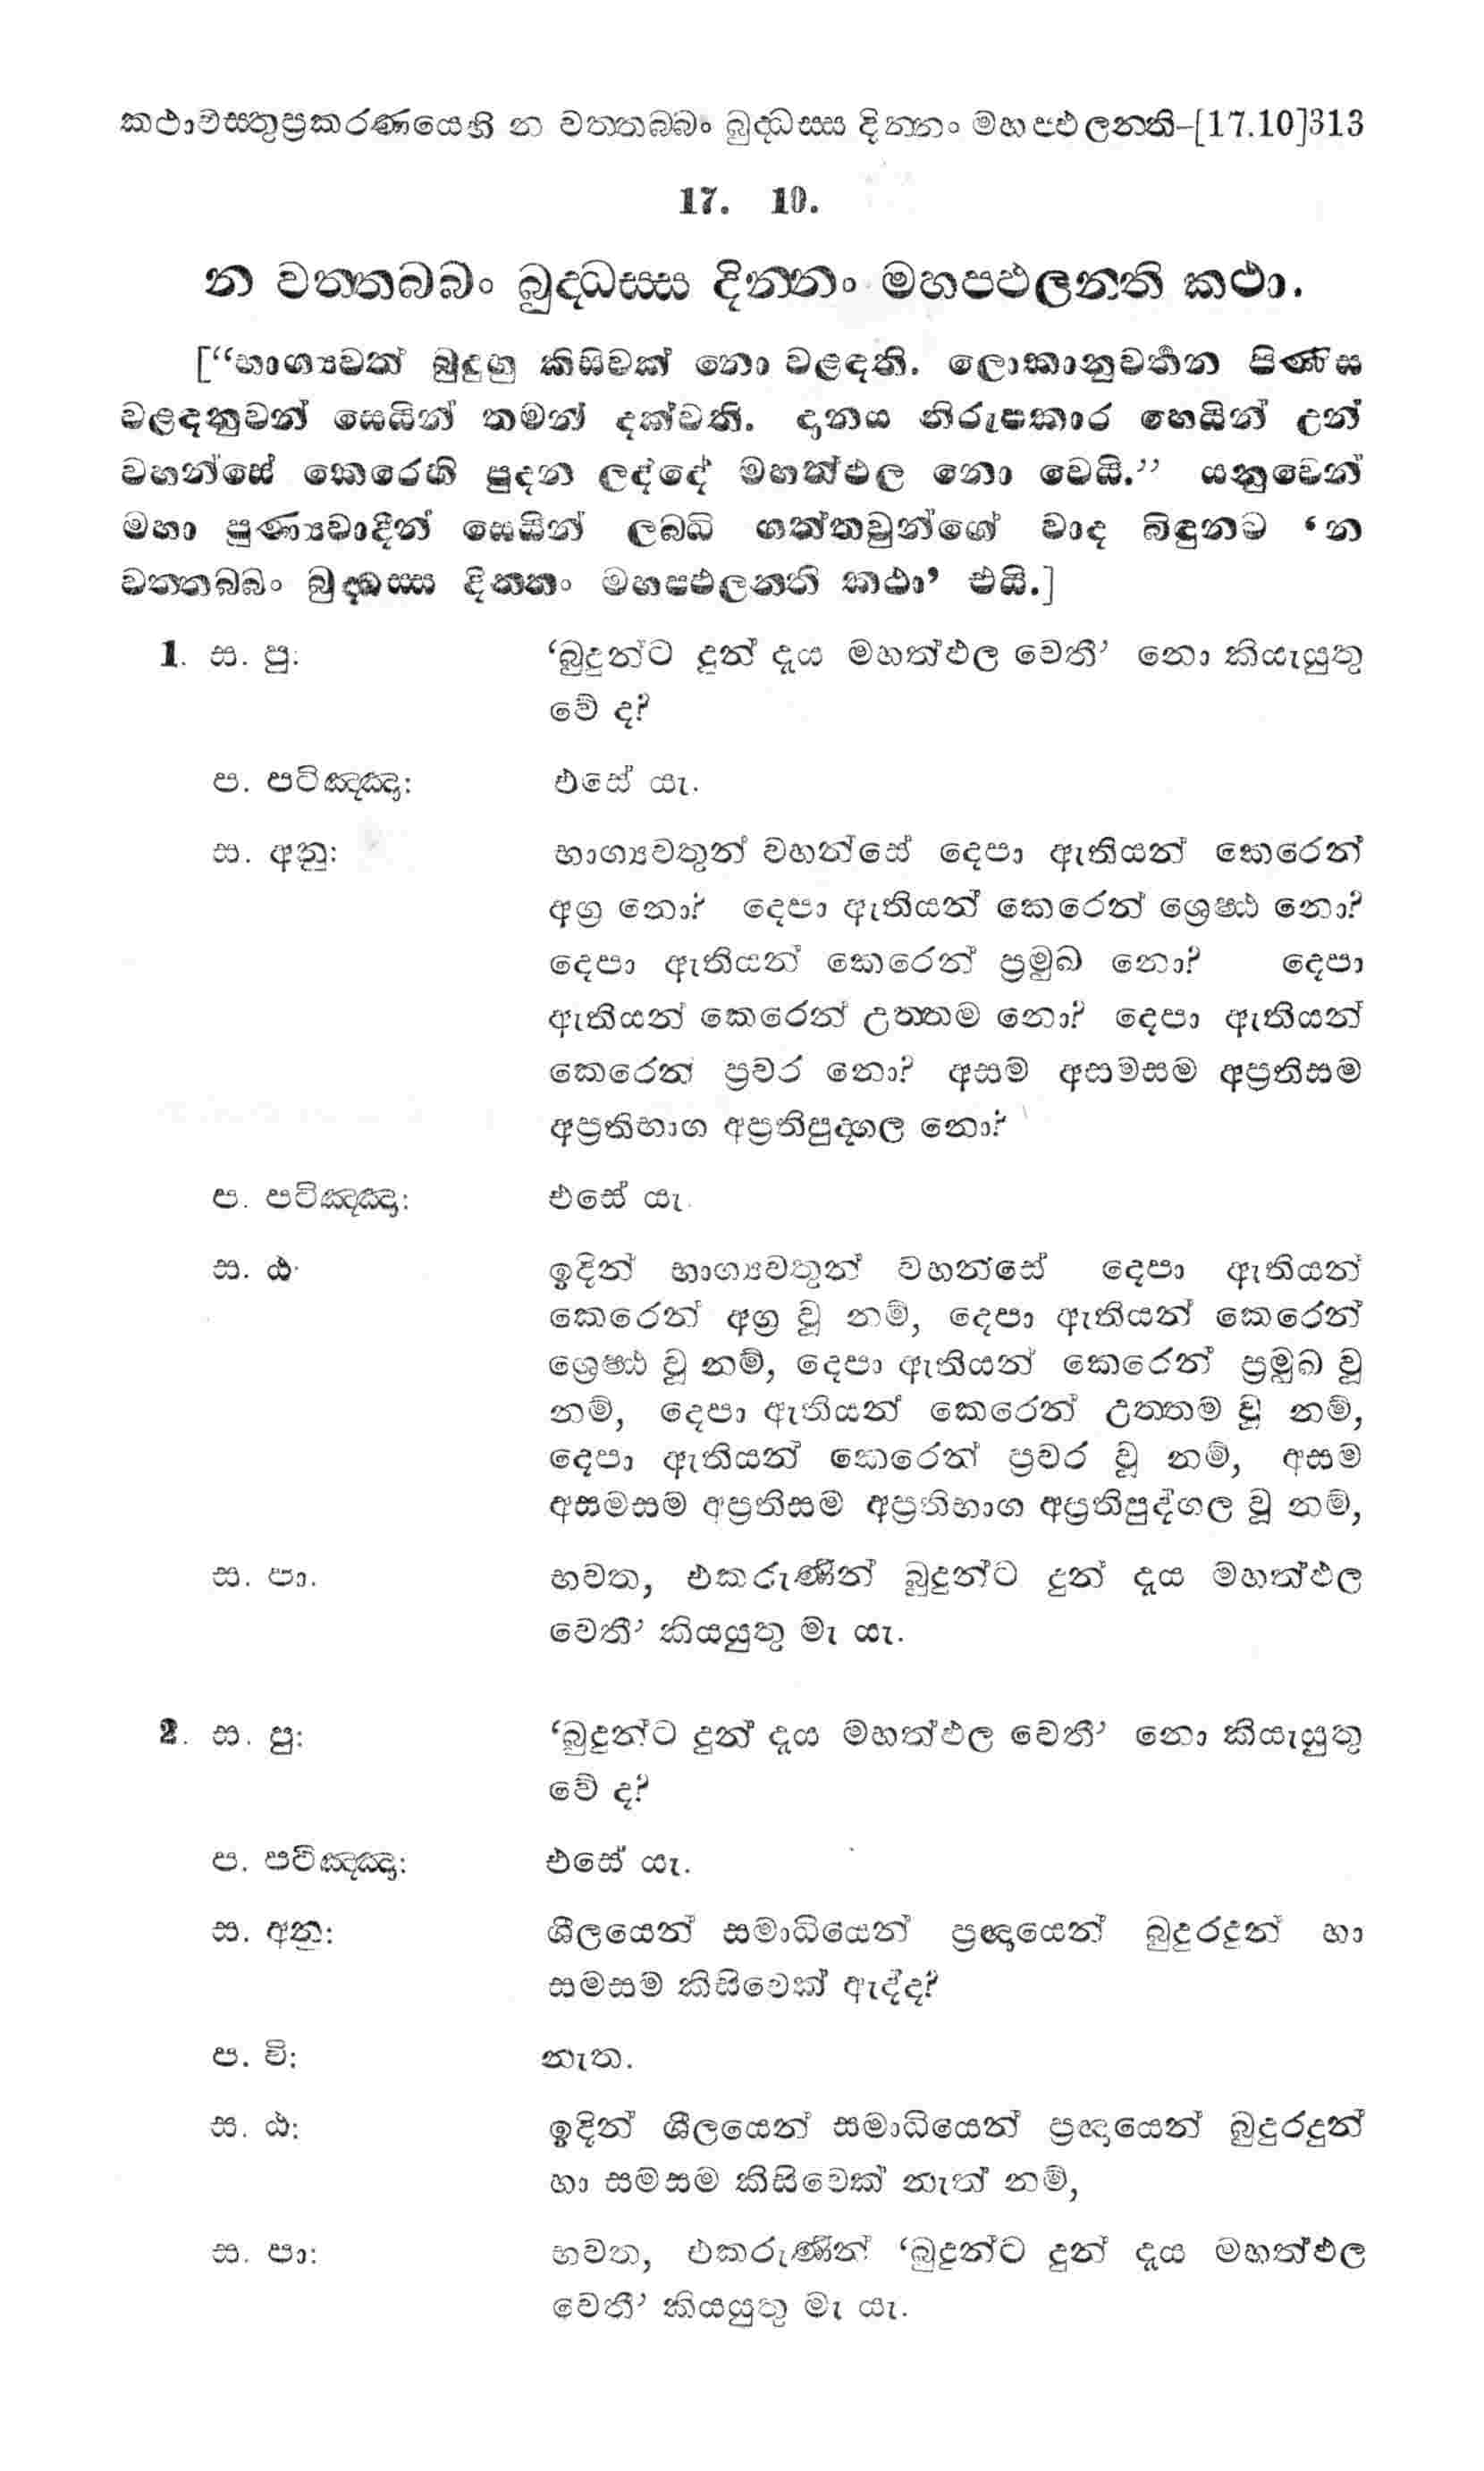 කථාවස්තුප්‍රකරණයෙහි න වත්තබ්බං බුද්ධස්ස දින්නං මහප්ඵලන්ති–[17.10]313
17. 10.
න වත්තබ්බං බුද්ධස්ස දින්නං මහප්ඵලන්ති කථා.
[“භාග්‍යවත් බුදුහු කිසිවක් නො වළඳති. ලොකානුවර්තන පිණිස
වළඳනුවන් සෙයින් තමන් දක්වති. දානය නිරුපකාර හෙයින් උන්
වහන්සේ කෙරෙහි පුදන ලද්දේ මහත්ඵල නො වෙයි.” යනුවෙන්
මහා පුණ්‍යවාදීන් සෙයින් ලබ්ධි ගත්තවුන්ගේ වාද බිඳුනට ‘න
වත්තබ්බං බුද්ධස්ස දින්නං මහප්ඵලන්ති කථා’ එයි.]
1. ස. පු: ‘බුදුන්ට දුන් දැය මහත්ඵල වෙතී’ නො කියැයුතු
වේ ද?
ප. පටිඤ්ඤා: එසේ යැ.
ස. අනු: භාග්‍යවතුන් වහන්සේ දෙපා ඇතියන් කෙරෙන්
අග්‍ර නො? දෙපා ඇතියන් කෙරෙන් ශ්‍රෙෂ්ඨ නො?
දෙපා ඇතියන් කෙරෙන් ප්‍රමුඛ නො? දෙපා
ඇතියන් කෙරෙන් උත්තම නො? දෙපා ඇතියන්
කෙරෙන් ප්‍රවර නො? අසම අසමසම අප්‍රතිසම
අප්‍රතිභාග අප්‍රතිපුද්ගල නො?
ප. පටිඤ්ඤා: එසේ යැ.
ස. ඨ: ඉදින් භාග්‍යවතුන් වහන්සේ දෙපා ඇතියන්
කෙරෙන් අග්‍ර වූ නම්, දෙපා ඇතියන් කෙරෙන්
ශ්‍රෙෂ්ඨ වූ නම්, දෙපා ඇතියන් කෙරෙන් ප්‍රමුඛ වූ
නම්, දෙපා ඇතියන් කෙරෙන් උත්තම වූ නම්,
දෙපා ඇතියන් කෙරෙන් ප්‍රවර වූ නම්, අසම
අසමසම අප්‍රතිසම අප්‍රතිභාග අප්‍රතිපුද්ගල වූ නම්,
ස. පා. භවත, එකරුණින් බුදුන්ට දුන් දැය මහත්ඵල
වෙතී’ කියයුතු මැ යැ.
2. ස. පු: ‘බුදුන්ට දුන් දැය මහත්ඵල වෙතී’ නො කියැයුතු
වේ ද?
ප. පටිඤ්ඤා: එසේ යැ.
ස. අනු: ශීලයෙන් සමාධියෙන් ප්‍රඥායෙන් බුදුරදුන් හා
සමසම කිසිවෙක් ඇද්ද?
ප. වි: නැත.
ස. ඨ: ඉදින් ශීලයෙන් සමාධියෙන් ප්‍රඥායෙන් බුදුරදුන්
හා සමසම කිසිවෙක් නැත් නම්,
ස. පා: භවත, එකරුණින් ‘බුදුන්ට දුන් දැය මහත්ඵල
වෙතී’ කියයුතු මැ යැ.